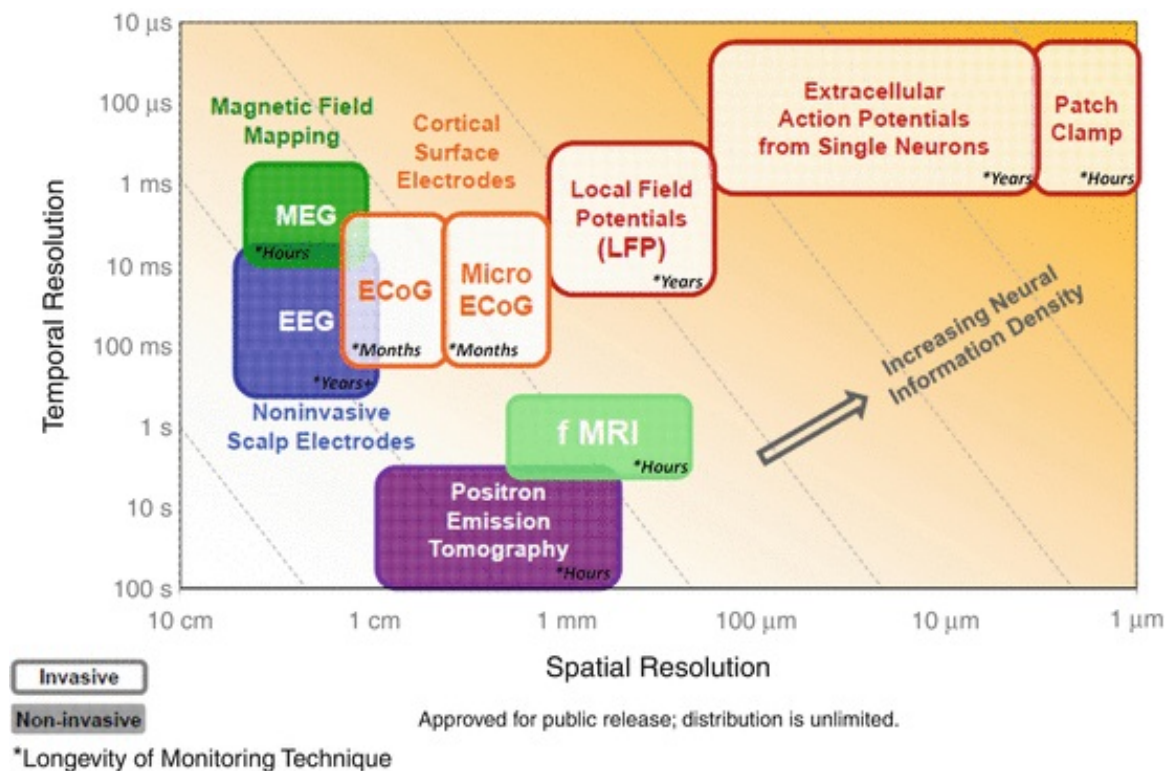 10 µs
100 µs
1 ms
10 ms
100 ms
1 s
10 s
100 s
Temporal Resolution
Magnetic Field
Mapping
MEG
*Hours
EEG
*Years+
Noninvasive
Scalp Electrodes
Cortical
Surface
Electrodes
ECoG
*Months
Micro
ECoG
*Months
Local Field
Potentials
(LFP)
*Years
Extracellular
Action Potentials
from Single Neurons
*Years
Patch
Clamp
*Hours
f MRI
*Hours
Positron
Emission
Tomography
*Hours
Increasing Neural
Information Density
10 cm
1 cm
1 mm
100 µm
10 µm
1 µm
Spatial Resolution
Invasive
Non-invasive
*Longevity of Monitoring Technique
Approved for public release; distribution is unlimited.